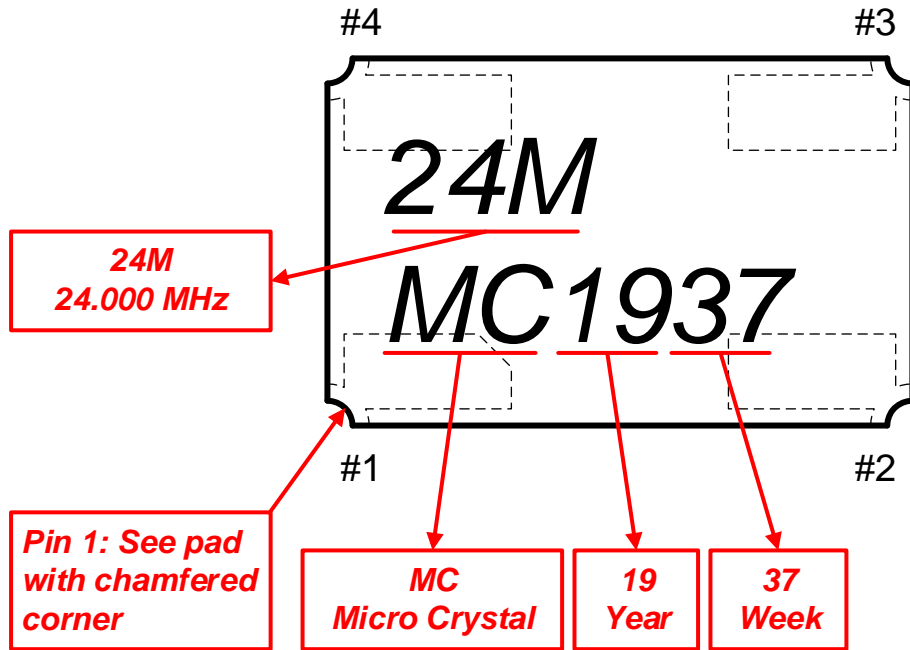 #4
#3
24M
24M
24.000 MHz
MC1937
#1
#2
Pin 1: See pad
with chamfered
corner
MC
Micro Crystal
19
Year
37
Week